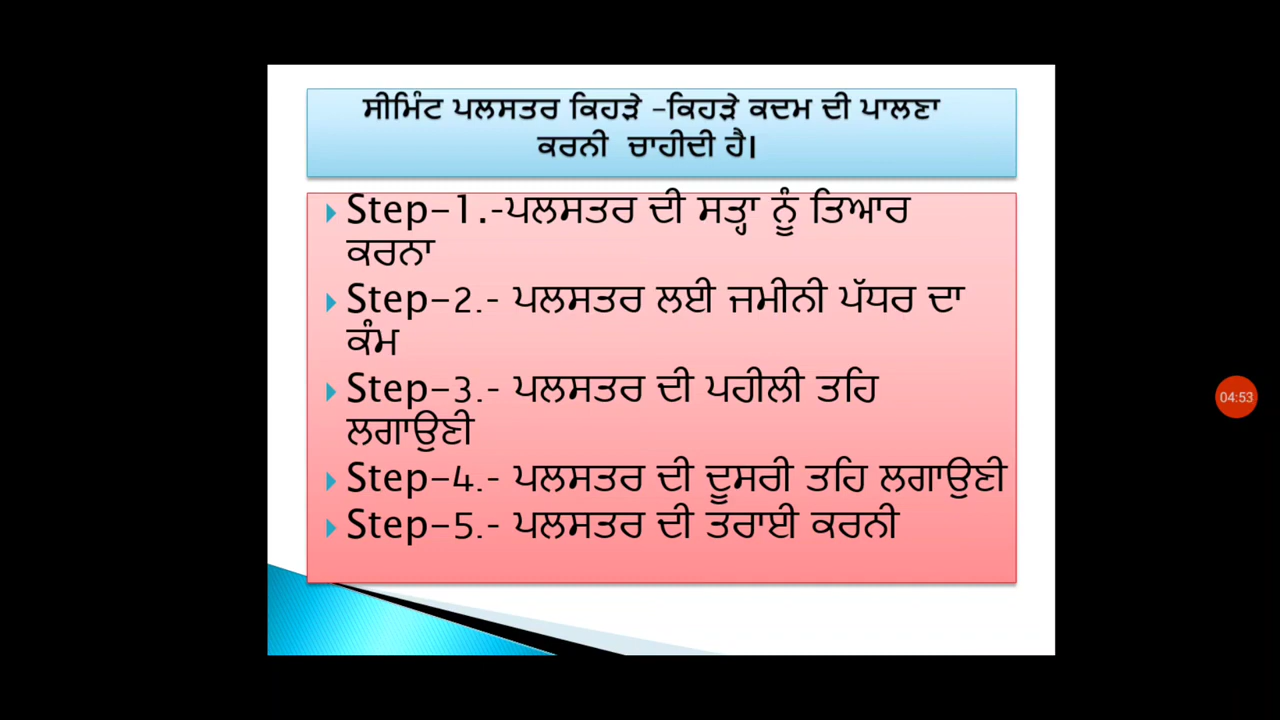 ਸੀਮਿੰਟ ਪਲਸਤਰ ਕਿਹੜੇ -ਕਿਹੜੇ ਕਦਮ ਦੀ ਪਾਲਣਾ
ਕਰਨੀ ਚਾਹੀਦੀ ਹੈ।
Step-1.-ਪਲਸਤਰ ਦੀ ਸਤ੍ਹਾ ਨੂੰ ਤਿਆਰ
ਕਰਨਾ
Step-2.- ਪਲਸਤਰ ਲਈ ਜਮੀਨੀ ਪੱਧਰ ਦਾ
ਕੰਮ
Step-3.- ਪਲਸਤਰ ਦੀ ਪਹੀਲੀ ਤਹਿ
ਲਗਾਉਣੀ
Step-4.- ਪਲਸਤਰ ਦੀ ਦੂਸਰੀ ਤਹਿ ਲਗਾਉਣੀ
Step-5.- ਪਲਸਤਰ ਦੀ ਤਰਾਈ ਕਰਨੀ
04:53